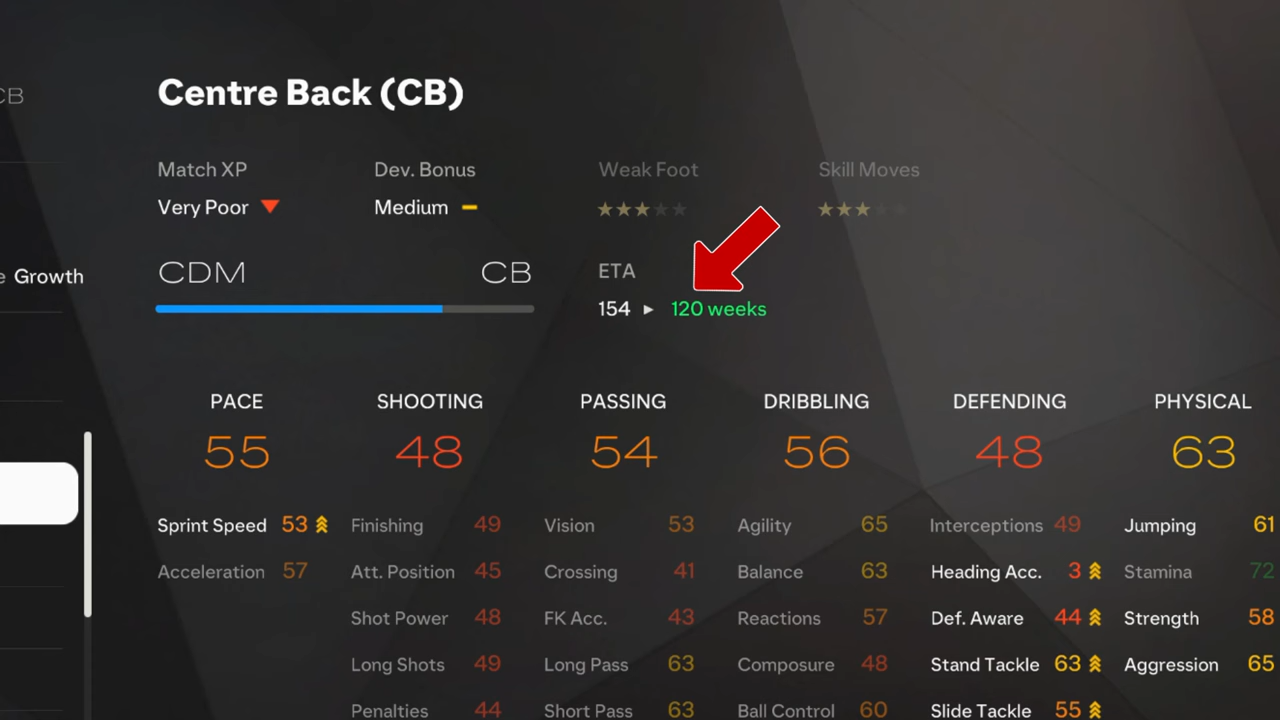 CB
Centre Back (CB)
Match XP Dev. Bonus Weak Foot Skill Moves
Very Poor Medium
CDM CB ETA
Growth
154 120 weeks
PACE SHOOTING PASSING DRIBBLING DEFENDING PHYSICAL
55 48 54 56 48 63
Sprint Speed 53 Finishing 49 Vision 53 Agility 65 Interceptions 49 Jumping 61
Acceleration 57 Att. Position 45 Crossing 41 Balance 63 Heading Acc. 3 Stamina 72
Shot Power 48 FK Acc. 43 Reactions 57 Def. Aware 44 Strength 58
Long Shots 49 Long Pass 63 Composure 48 Stand Tackle 63 Aggression 65
Penalties 44 Short Pass 63 Ball Control 60 Slide Tackle 55